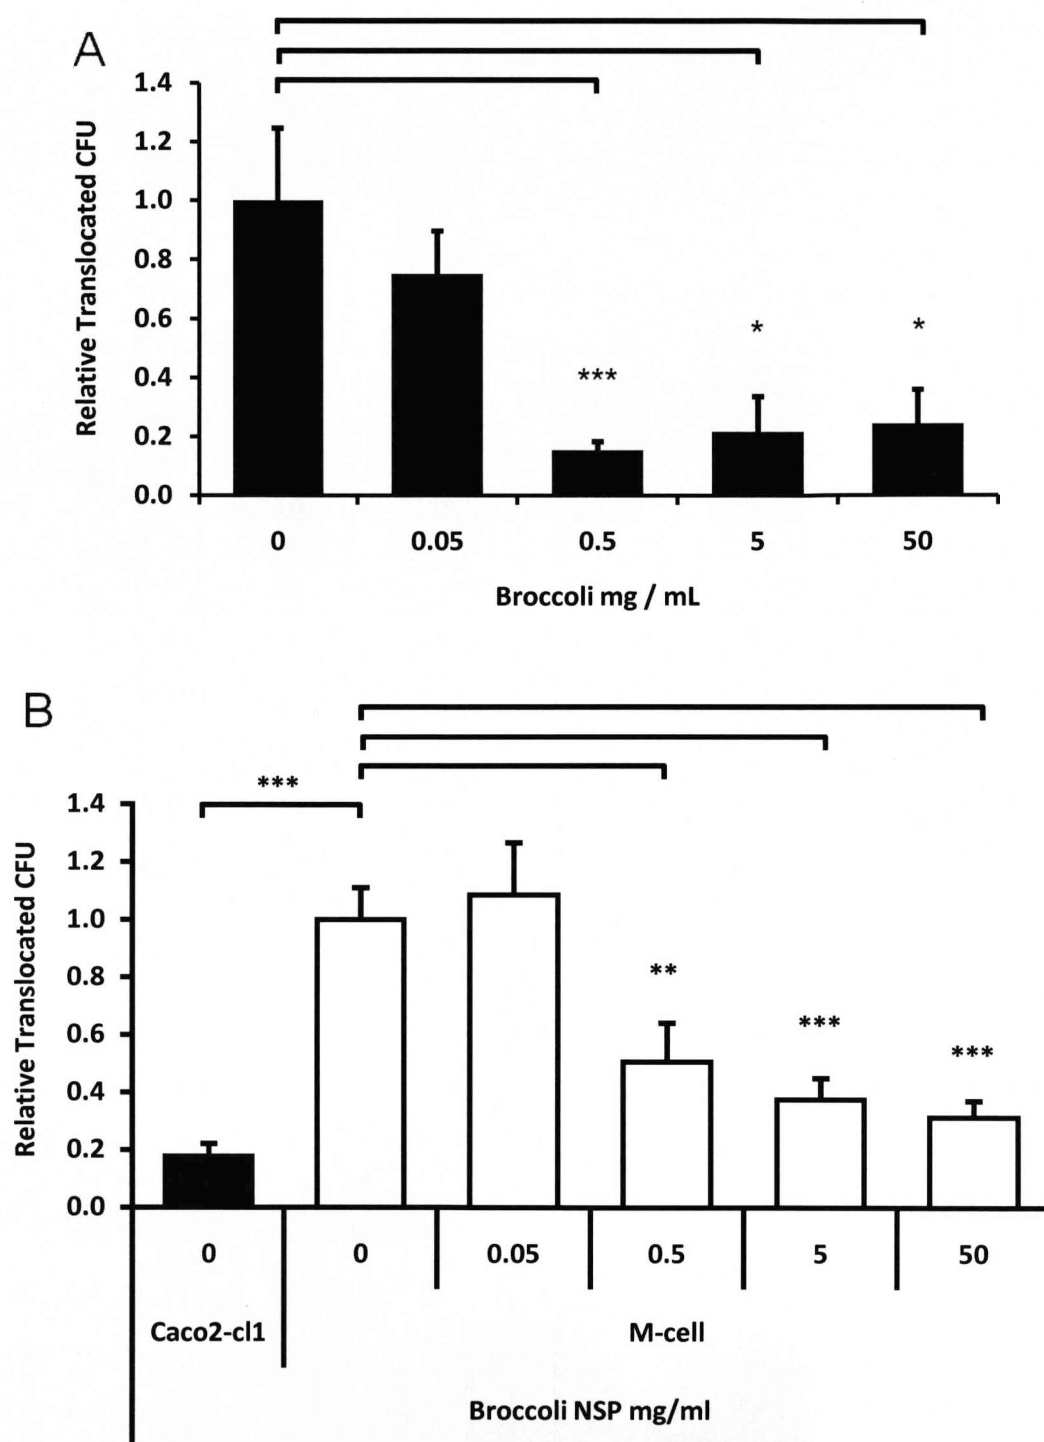 A
1.4
1.2
1.0
0.8
0.6
0.4
0.2
0.0
Relative Translocated CFU
***
*
*
0 0.05 0.5 5 50
Broccoli mg / mL
B
***
1.4
1.2
1.0
0.8
0.6
0.4
0.2
0.0
Relative Translocated CFU
**
***
***
0 0 0.05 0.5 5 50
Caco2-cl1 M-cell
Broccoli NSP mg/ml